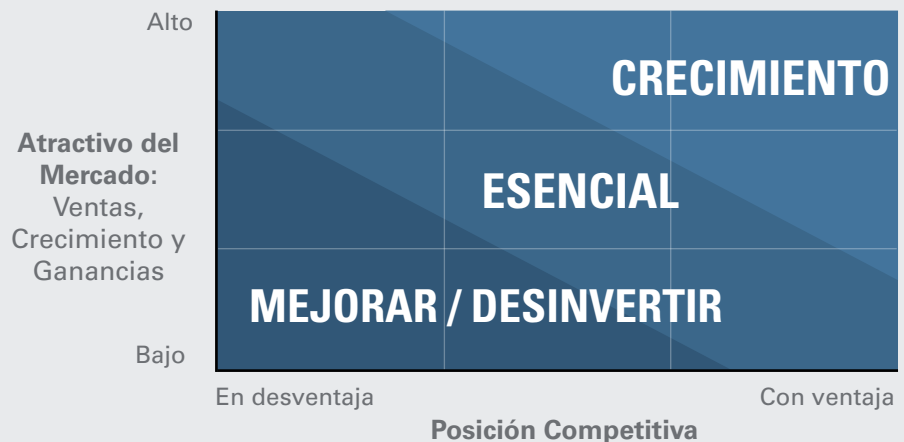 Alto
CRECIMIENTO
Atractivo del
Mercado:
Ventas,
Crecimiento y
Ganancias
ESENCIAL
MEJORAR / DESINVERTIR
Bajo
En desventaja
Con ventaja
Posición Competitiva